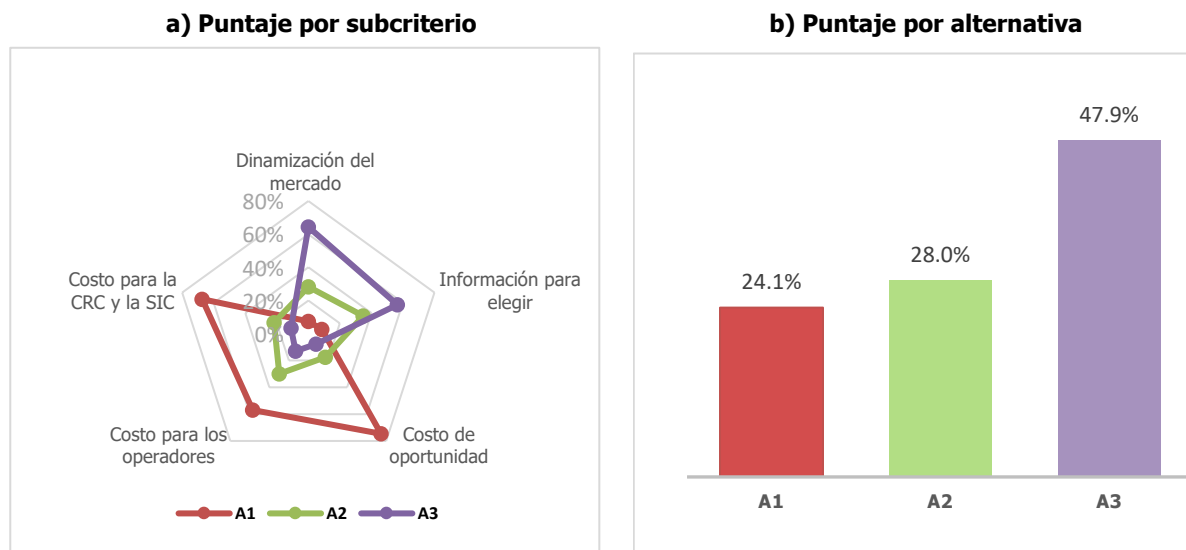 a) Puntaje por subcriterio
Dinamización del
mercado
80%
60%
40%
20%
0%
Información para
elegir
Costo de
oportunidad
Costo para los
operadores
Costo para la
CRC y la SIC
A1 A2 A3
b) Puntaje por alternativa
24.1%
28.0%
47.9%
A1 A2 A3